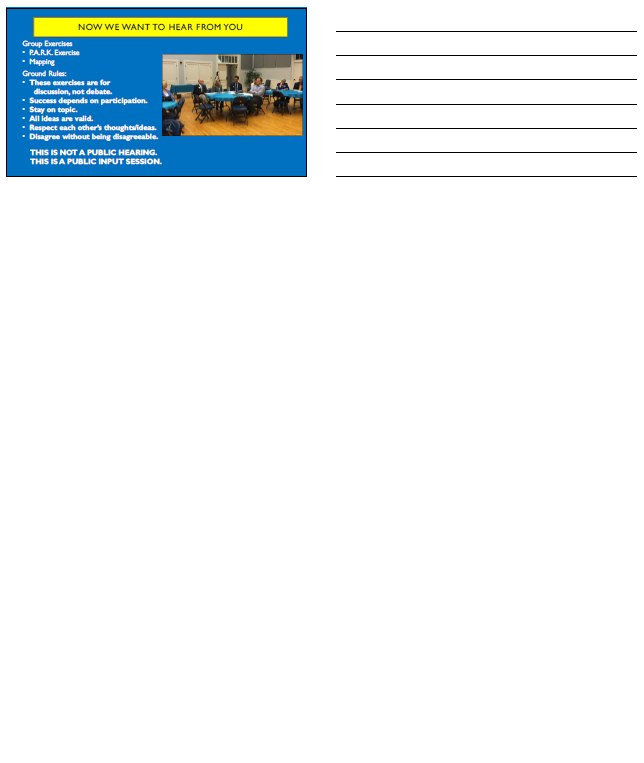 NOW WE WANT TO HEAR FROM YOU
Group Exercises
• P.A.R.K. Exercise
• Mapping
Ground Rules:
• These exercises are for
discussion, not debate.
• Success depends on participation.
• Stay on topic.
• All ideas are valid.
• Respect each other's thoughts/ideas.
• Disagree without being disagreeable.
THIS IS NOT A PUBLIC HEARING.
THIS IS A PUBLIC INPUT SESSION.